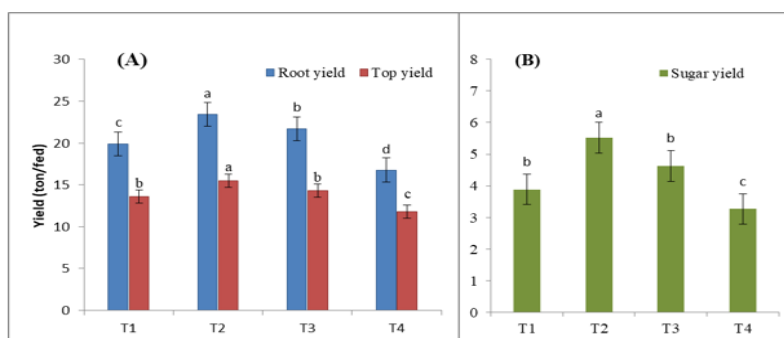 (A)
Root yield Top yield
Yield (ton/fed)
30
25
20
15
10
5
0
c
b
a
a
b
b
d
c
T1 T2 T3 T4
(B)
Sugar yield
8
7
6
5
4
3
2
1
0
b
a
b
c
T1 T2 T3 T4